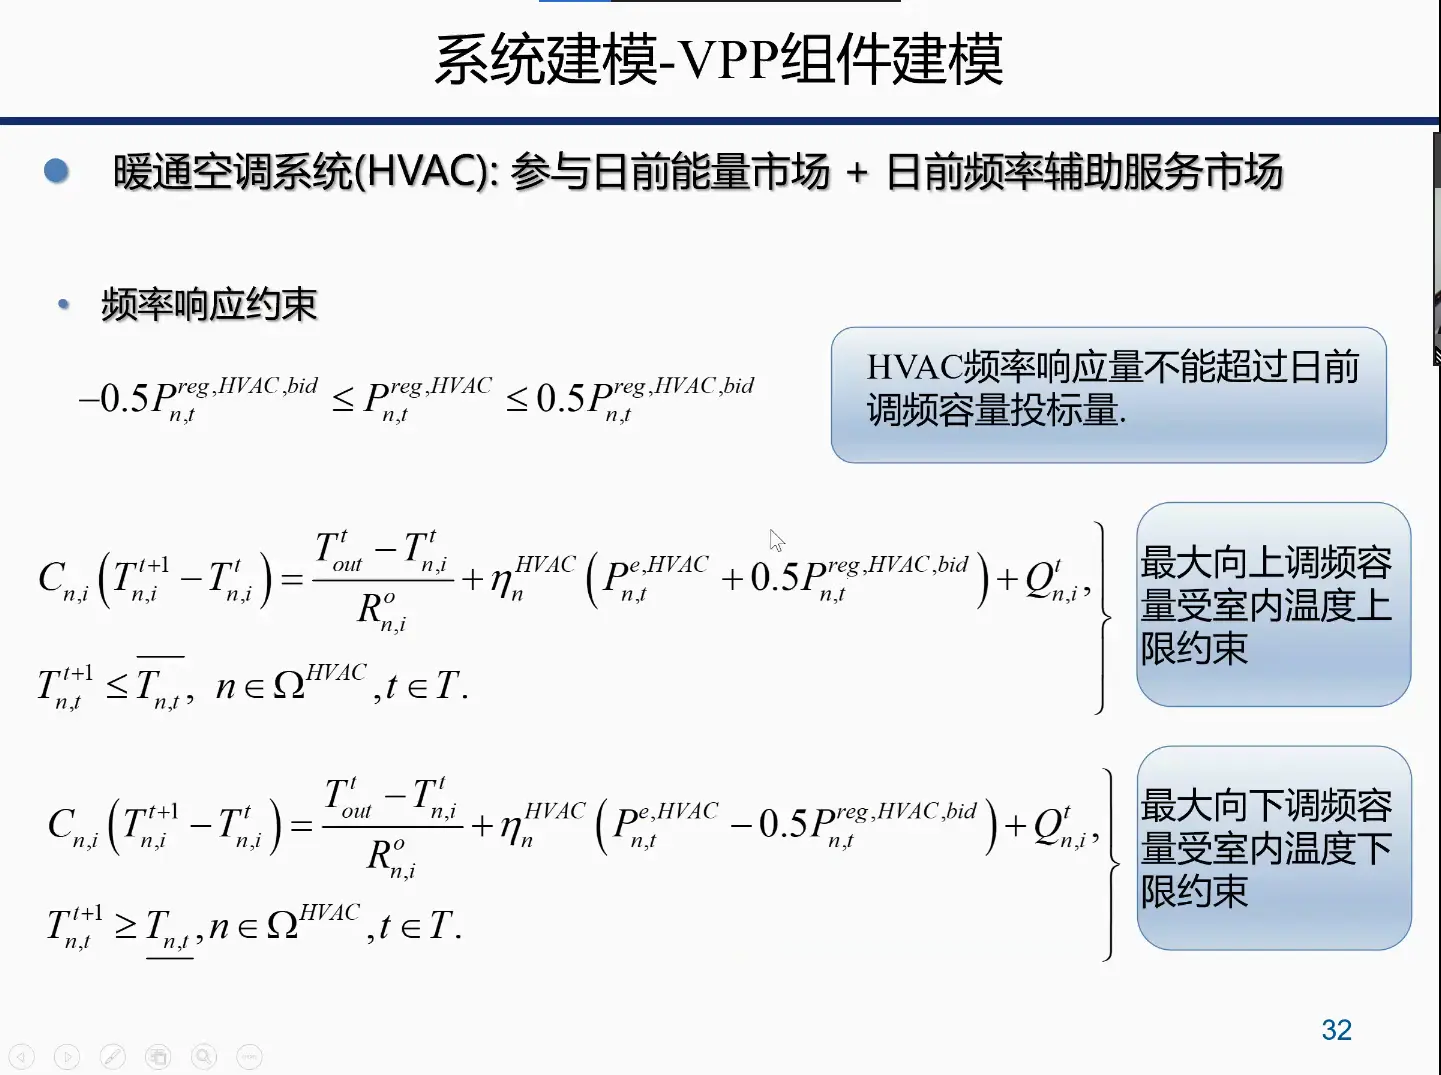 系统建模-VPP组件建模
暖通空调系统(HVAC): 参与日前能量市场 + 日前频率辅助服务市场
频率响应约束
$-0.5P_{n,t}^{reg,HVAC,bid} \leq P_{n,t}^{reg,HVAC} \leq 0.5P_{n,t}^{reg,HVAC,bid}$
HVAC频率响应量不能超过日前
调频容量投标量.
$C_{n,i}\left(T_{n,i}^{t+1}-T_{n,i}^{t}\right)=\frac{T_{out}^{t}-T_{n,i}^{t}}{R_{n,i}^{o}}+\eta_{n}^{HVAC}\left(P_{n,t}^{e,HVAC}+0.5P_{n,t}^{reg,HVAC,bid}\right)+Q_{n,i}^{t},$
$T_{n,t}^{t+1} \leq \overline{T_{n,t}},\ n \in \Omega^{HVAC}, t \in T.$
最大向上调频容
量受室内温度上
限约束
$C_{n,i}\left(T_{n,i}^{t+1}-T_{n,i}^{t}\right)=\frac{T_{out}^{t}-T_{n,i}^{t}}{R_{n,i}^{o}}+\eta_{n}^{HVAC}\left(P_{n,t}^{e,HVAC}-0.5P_{n,t}^{reg,HVAC,bid}\right)+Q_{n,i}^{t},$
$T_{n,t}^{t+1} \geq \underline{T_{n,t}}, n \in \Omega^{HVAC}, t \in T.$
最大向下调频容
量受室内温度下
限约束
32